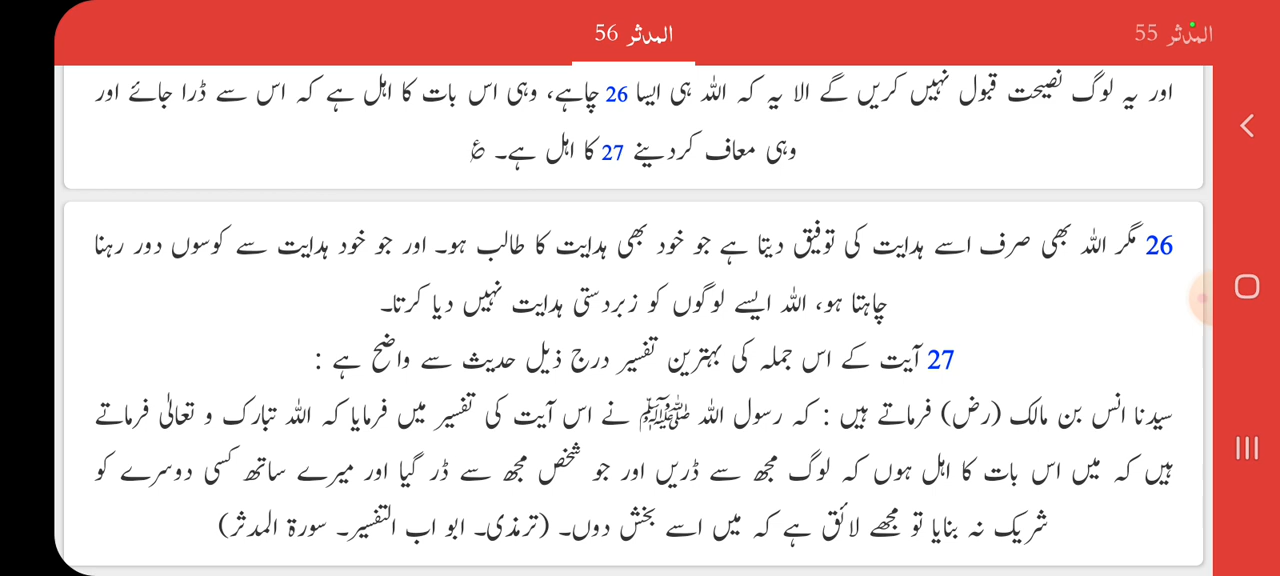 المدثر 55
المدثر 56
اور یہ لوگ نصیحت قبول نہیں کریں گے الا یہ کہ اللہ ہی ایسا 26 چاہے، وہی اس بات کا اہل ہے کہ اس سے ڈرا جائے اور
وہی معاف کردینے 27 کا اہل ہے۔
26 مگر اللہ بھی صرف اسے ہدایت کی توفیق دیتا ہے جو خود بھی ہدایت کا طالب ہو۔ اور جو خود ہدایت سے کوسوں دور رہنا
چاہتا ہو، اللہ ایسے لوگوں کو زبردستی ہدایت نہیں دیا کرتا۔
27 آیت کے اس جملہ کی بہترین تفسیر درج ذیل حدیث سے واضح ہے :
سیدنا انس بن مالک (رض) فرماتے ہیں : کہ رسول اللہ ﷺ نے اس آیت کی تفسیر میں فرمایا کہ اللہ تبارک و تعالیٰ فرماتے
ہیں کہ میں اس بات کا اہل ہوں کہ لوگ مجھ سے ڈریں اور جو شخص مجھ سے ڈر گیا اور میرے ساتھ کسی دوسرے کو
شریک نہ بنایا تو مجھے لائق ہے کہ میں اسے بخش دوں۔ (ترمذی۔ ابو اب التفسیر۔ سورۃ المدثر)